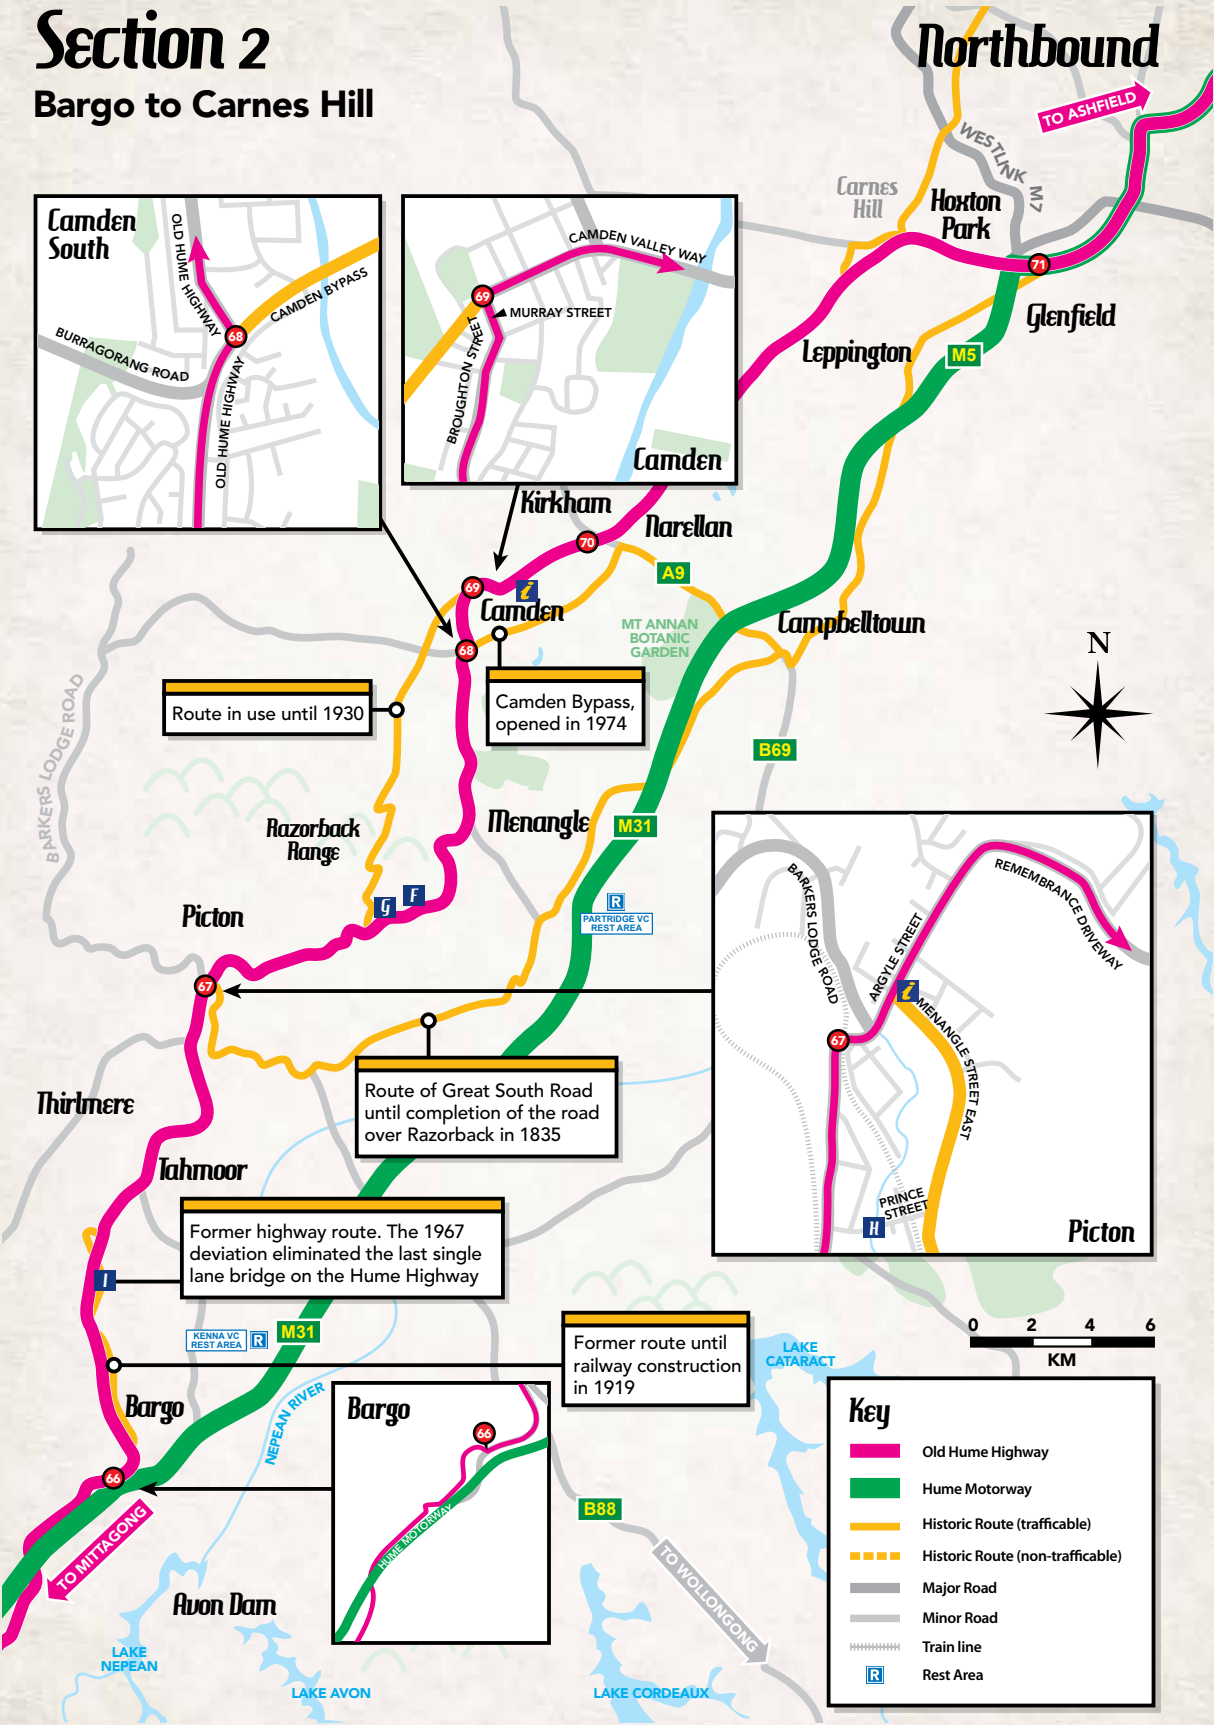 Section 2
Bargo to Carnes Hill
Northbound
TO ASHFIELD
WESTLINK M7
Carnes
Hill
Hoxton
Park
71
Glenfield
Leppington
M5
Camden
South
OLD HUME HIGHWAY
CAMDEN BYPASS
68
BURRAGORANG ROAD
OLD HUME HIGHWAY
CAMDEN VALLEY WAY
69
MURRAY STREET
BROUGHTON STREET
Camden
Kirkham
Narellan
70
A9
69
i
Camden
68
MT ANNAN
BOTANIC
GARDEN
Campbelltown
N
Route in use until 1930
Camden Bypass,
opened in 1974
B69
BARKERS LODGE ROAD
Razorback
Range
Menangle
M31
G
F
R
PARTRIDGE VC
REST AREA
Picton
67
BARKERS LODGE ROAD
REMEMBRANCE DRIVEWAY
ARGYLE STREET
i
MENANGLE STREET EAST
67
PRINCE
STREET
H
Picton
Route of Great South Road
until completion of the road
over Razorback in 1835
Thirlmere
Tahmoor
Former highway route. The 1967
deviation eliminated the last single
lane bridge on the Hume Highway
I
KENNA VC
REST AREA
R
M31
Former route until
railway construction
in 1919
LAKE
CATARACT
0 2 4 6
KM
Bargo
NEPEAN RIVER
66
Bargo
66
HUME MOTORWAY
TO MITTAGONG
B88
TO WOLLONGONG
Avon Dam
LAKE
NEPEAN
LAKE AVON
LAKE CORDEAUX
Key
Old Hume Highway
Hume Motorway
Historic Route (trafficable)
Historic Route (non-trafficable)
Major Road
Minor Road
Train line
R Rest Area